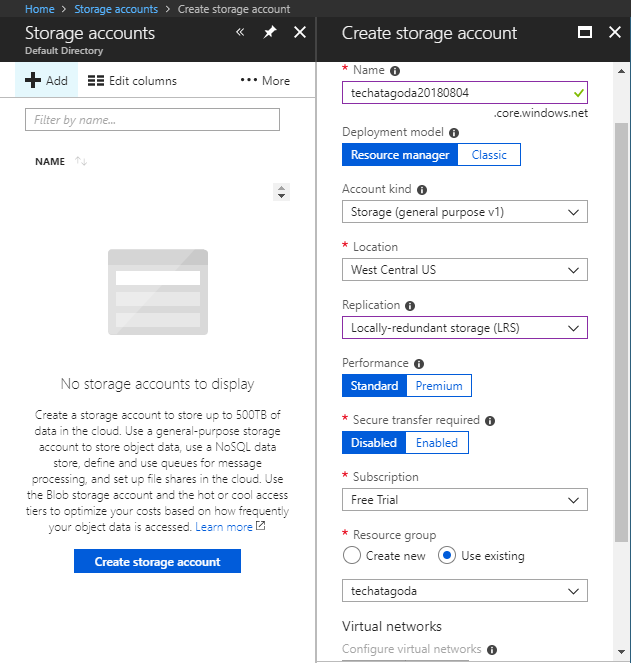 Home > Storage accounts > Create storage account
Storage accounts
Default Directory
Add
Edit columns
More
Filter by name...
NAME
No storage accounts to display
Create a storage account to store up to 500TB of
data in the cloud. Use a general-purpose storage
account to store object data, use a NoSQL data
store, define and use queues for message
processing, and set up file shares in the cloud. Use
the Blob storage account and the hot or cool access
tiers to optimize your costs based on how frequently
your object data is accessed. Learn more
Create storage account
Create storage account
* Name
techatagoda20180804
.core.windows.net
Deployment model
Resource manager Classic
Account kind
Storage (general purpose v1)
* Location
West Central US
Replication
Locally-redundant storage (LRS)
Performance
Standard Premium
* Secure transfer required
Disabled Enabled
* Subscription
Free Trial
* Resource group
Create new Use existing
techatagoda
Virtual networks
Configure virtual networks